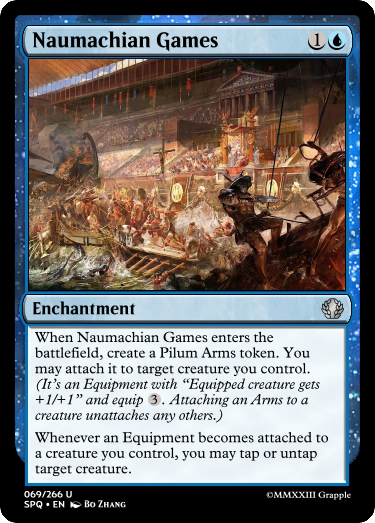 Naumachian Games 1
Enchantment
When Naumachian Games enters the
battlefield, create a Pilum Arms token. You
may attach it to target creature you control.
(It's an Equipment with “Equipped creature gets
+1/+1” and equip 3. Attaching an Arms to a
creature unattaches any others.)
Whenever an Equipment becomes attached to
a creature you control, you may tap or untap
target creature.
069/266 U
SPQ • EN Bo Zhang
©MMXXIII Grapple